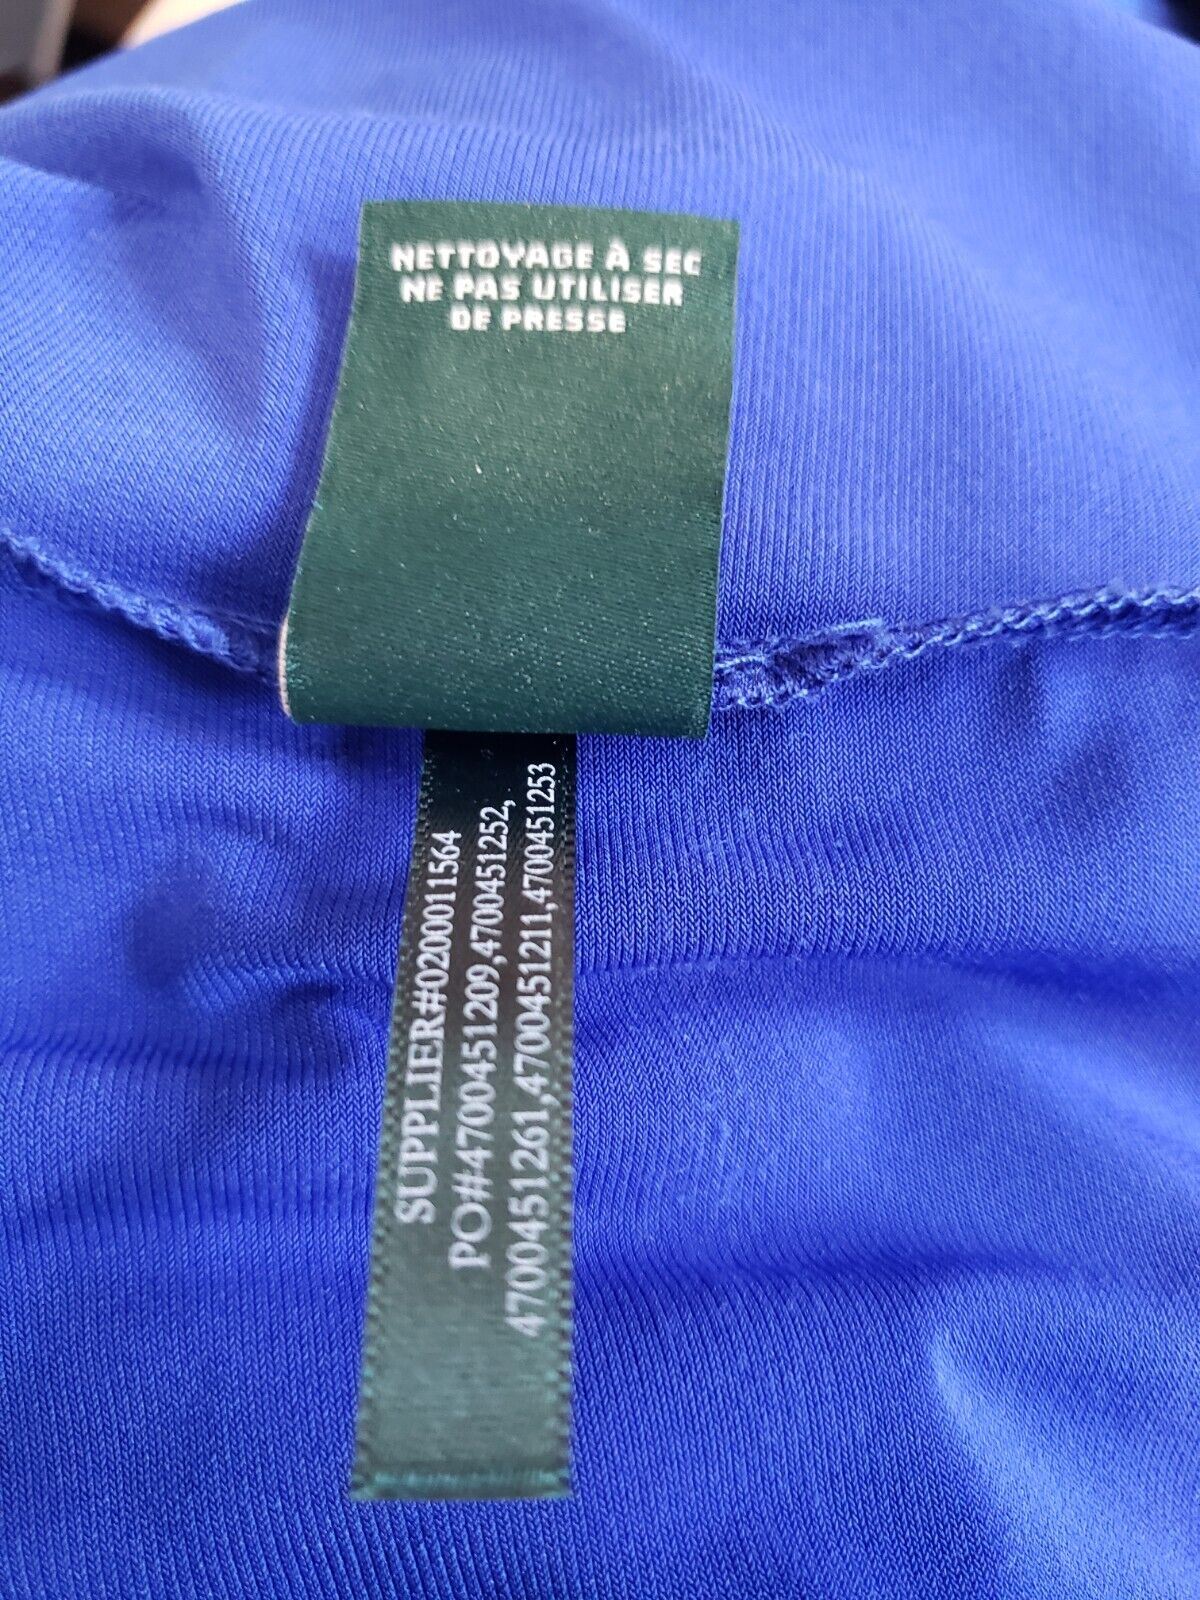 NETTOYAGE À SEC
NE PAS UTILISER
DE PRESSE
SUPPLIER#0200011564
PO#4700451209,4700451252,
4700451261,4700451211,4700451253